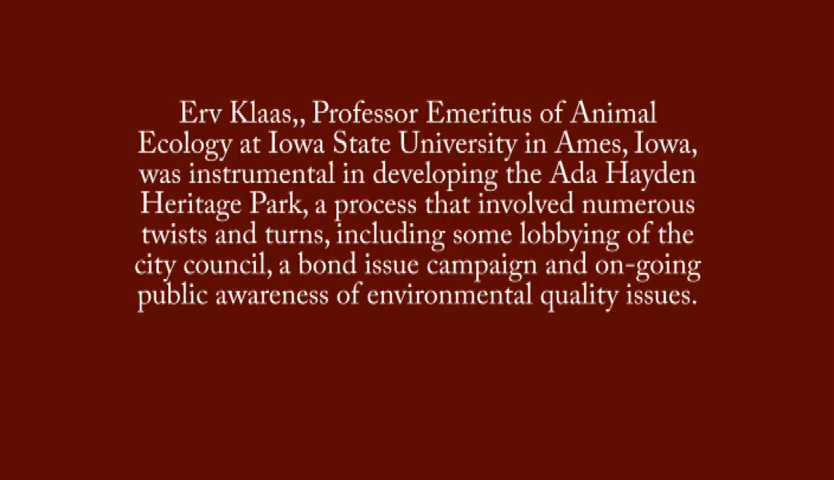 Erv Klaas,, Professor Emeritus of Animal
Ecology at Iowa State University in Ames, Iowa,
was instrumental in developing the Ada Hayden
Heritage Park, a process that involved numerous
twists and turns, including some lobbying of the
city council, a bond issue campaign and on-going
public awareness of environmental quality issues.